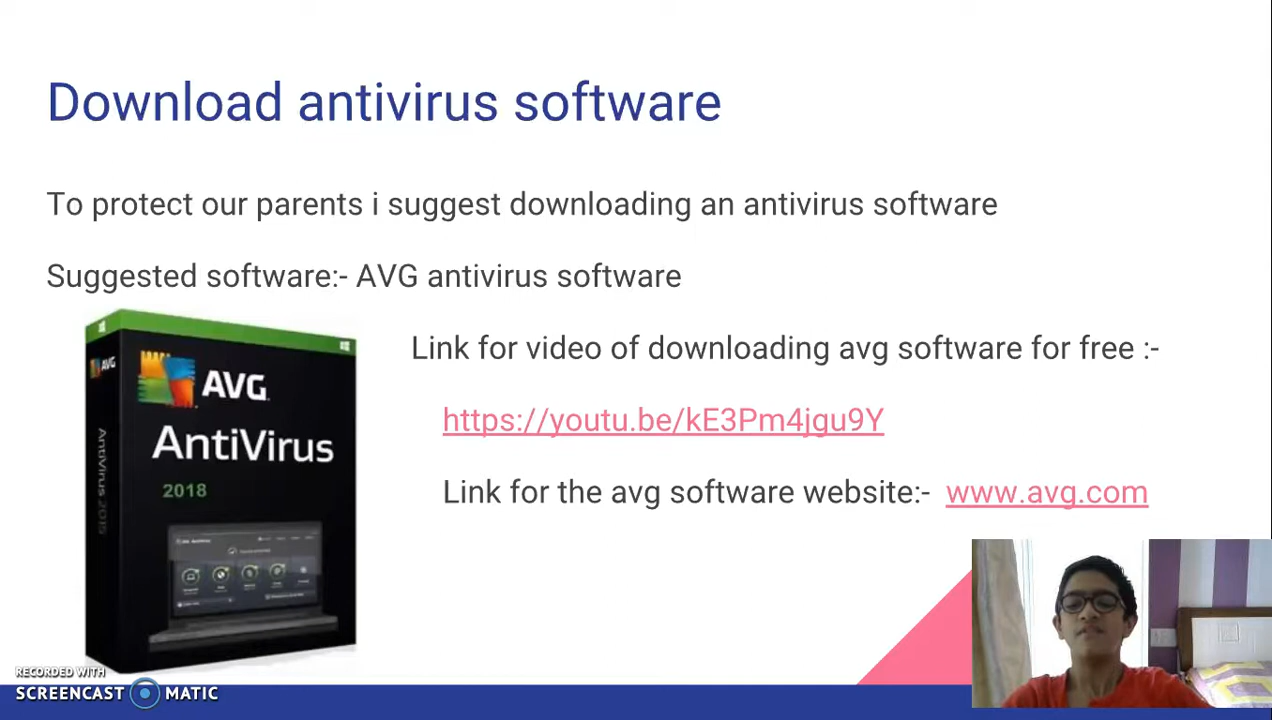 Download antivirus software
To protect our parents i suggest downloading an antivirus software
Suggested software:- AVG antivirus software
Link for video of downloading avg software for free :-
https://youtu.be/kE3Pm4jgu9Y
Link for the avg software website:- www.avg.com
AVG
AVG
AntiVirus
2018
RECORDED WITH
SCREENCAST MATIC